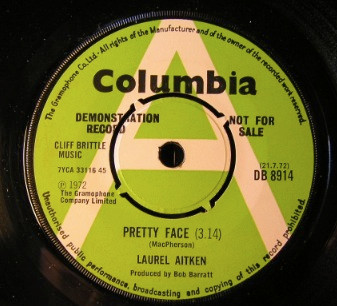 The Gramophone Co. Ltd. All rights of the Manufacturer and of the owner of the recorded work reserved.
Columbia
DEMONSTRATION
RECORD
NOT FOR
SALE
CLIFF BRITTLE
MUSIC
7YCA 33116 45
(21.7.72)
DB 8914
℗ 1972
The Gramophone
Company Limited
PRETTY FACE (3.14)
(MacPherson)
LAUREL AITKEN
Produced by Bob Barratt
Unauthorised public performance, broadcasting and copying of this record prohibited.